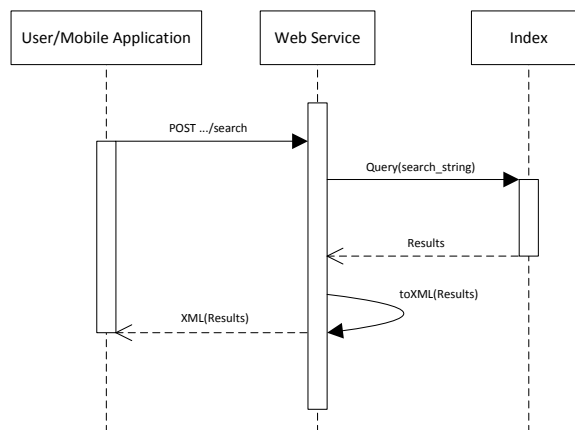 User/Mobile Application
Web Service
Index
POST .../search
Query(search_string)
Results
toXML(Results)
XML(Results)